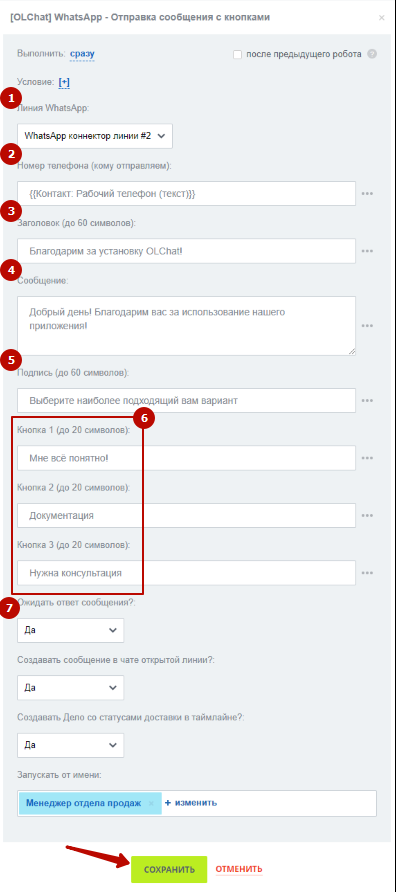 [OLChat] WhatsApp - Отправка сообщения с кнопками ×
Выполнить: сразу
после предыдущего робота ?
Условие: [+]
1
Линия WhatsApp:
WhatsApp коннектор линии #2
2
Номер телефона (кому отправляем):
{{Контакт: Рабочий телефон (текст)}} •••
3
Заголовок (до 60 символов):
Благодарим за установку OLChat! •••
4
Сообщение:
Добрый день! Благодарим вас за использование нашего
приложения! •••
5
Подпись (до 60 символов):
Выберите наиболее подходящий вам вариант •••
6
Кнопка 1 (до 20 символов):
Мне всё понятно! •••
Кнопка 2 (до 20 символов):
Документация •••
Кнопка 3 (до 20 символов):
Нужна консультация •••
7
Ожидать ответ сообщения?:
Да
Создавать сообщение в чате открытой линии?:
Да
Создавать Дело со статусами доставки в таймлайне?:
Да
Запускать от имени:
Менеджер отдела продаж × + изменить
СОХРАНИТЬ ОТМЕНИТЬ